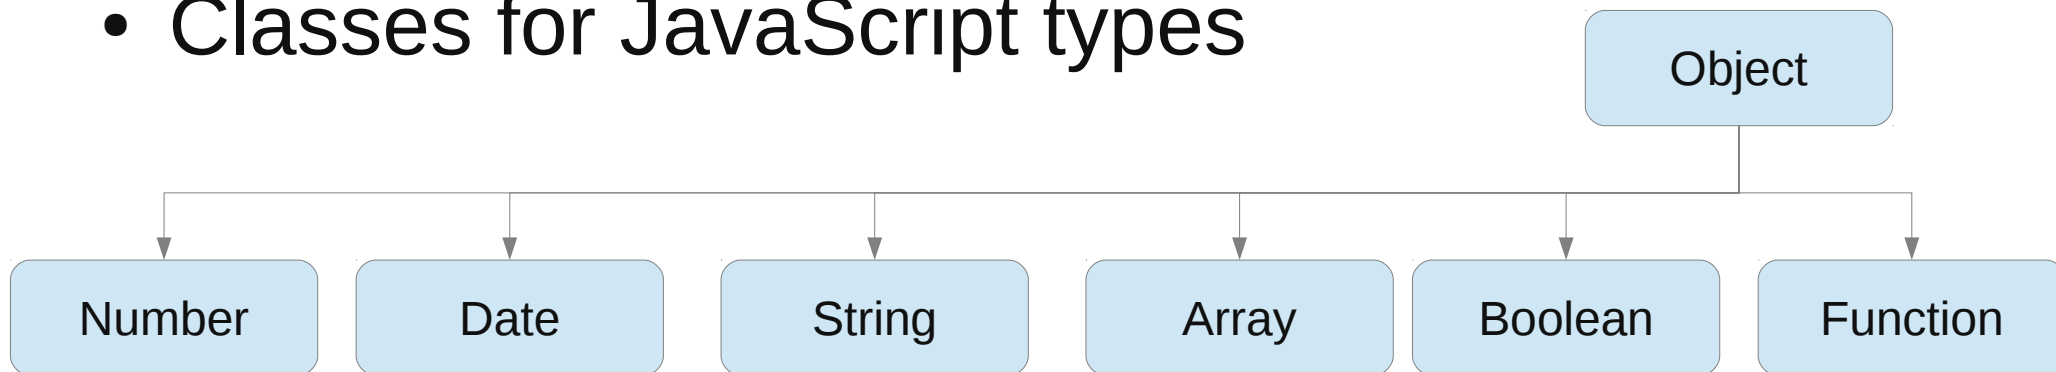 • Classes for JavaScript types
Object
Number Date String Array Boolean Function